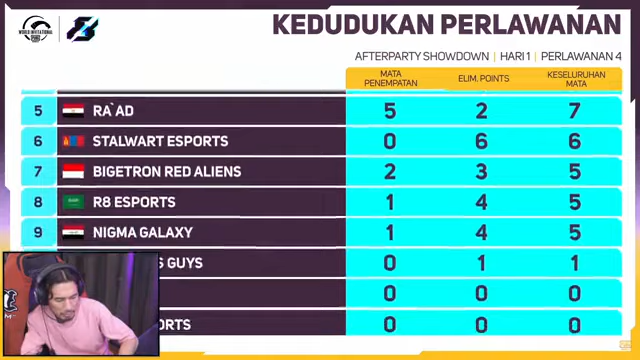 KEDUDUKAN PERLAWANAN
WORLD INVITATIONAL
AFTERPARTY SHOWDOWN | HARI 1 | PERLAWANAN 4
MATA PENEMPATAN ELIM. POINTS KESELURUHAN MATA
5 RA`AD 5 2 7
6 STALWART ESPORTS 0 6 6
7 BIGETRON RED ALIENS 2 3 5
8 R8 ESPORTS 1 4 5
9 NIGMA GALAXY 1 4 5
S GUYS 0 1 1
0 0 0
ORTS 0 0 0